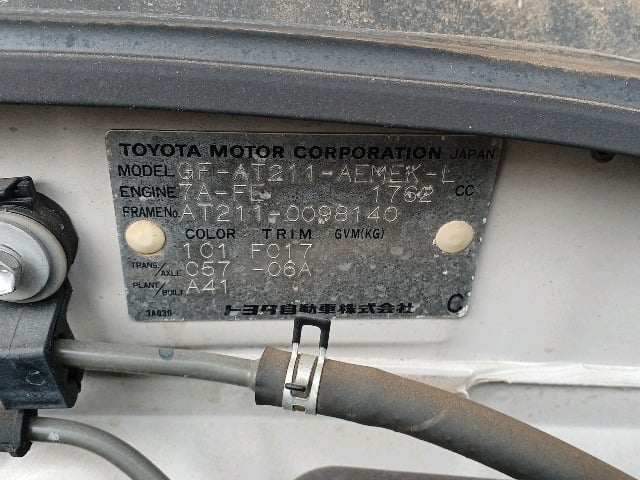 TOYOTA MOTOR CORPORATION JAPAN
MODEL GF-AT211-AEMEK-L
ENGINE 7A-FE 1762 CC
FRAME No. AT211-0098140
COLOR TRIM GVM(KG)
1C1 FC17
TRANS./AXLE C57 -06A
PLANT/BUILT A41
3A039 トヨタ自動車株式会社 C